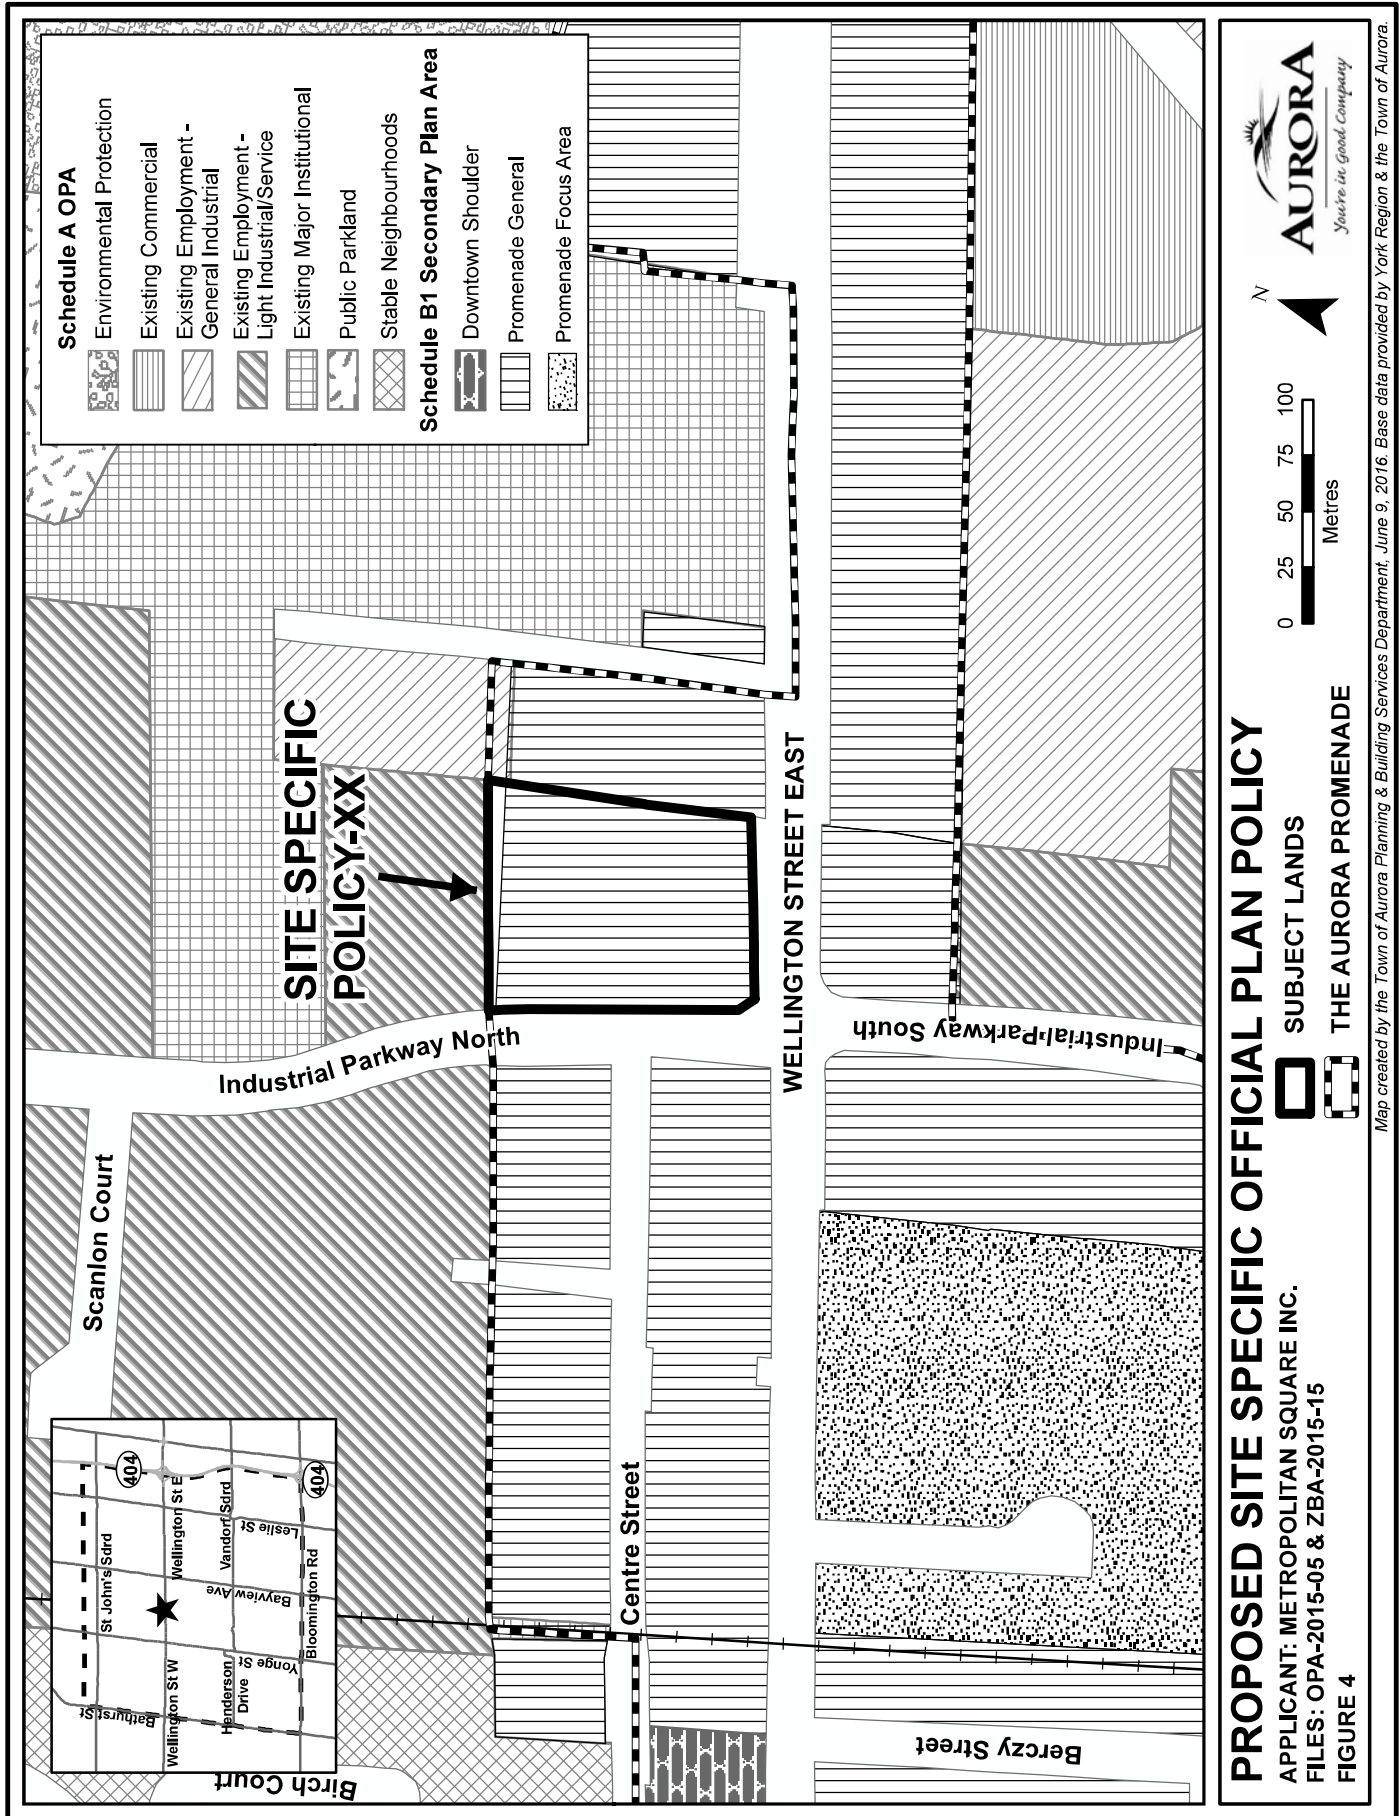 Schedule A OPA
Environmental Protection
Existing Commercial
Existing Employment -
General Industrial
Existing Employment -
Light Industrial/Service
Existing Major Institutional
Public Parkland
Stable Neighbourhoods
Schedule B1 Secondary Plan Area
Downtown Shoulder
Promenade General
Promenade Focus Area
404
404
St John's Sdrd
Wellington St E
Wellington St W
Vandorf Sdrd
Leslie St
Bayview Ave
Yonge St
Bathurst St
Henderson
Drive
Bloomington Rd
Scanlon Court
Birch Court
SITE SPECIFIC
POLICY-XX
Industrial Parkway North
Centre Street
WELLINGTON STREET EAST
Industrial Parkway South
Berczy Street
PROPOSED SITE SPECIFIC OFFICIAL PLAN POLICY
APPLICANT: METROPOLITAN SQUARE INC.
FILES: OPA-2015-05 & ZBA-2015-15
FIGURE 4
SUBJECT LANDS
THE AURORA PROMENADE
0 25 50 75 100
Metres
N
AURORA
You're in Good Company
Map created by the Town of Aurora Planning & Building Services Department, June 9, 2016. Base data provided by York Region & the Town of Aurora.